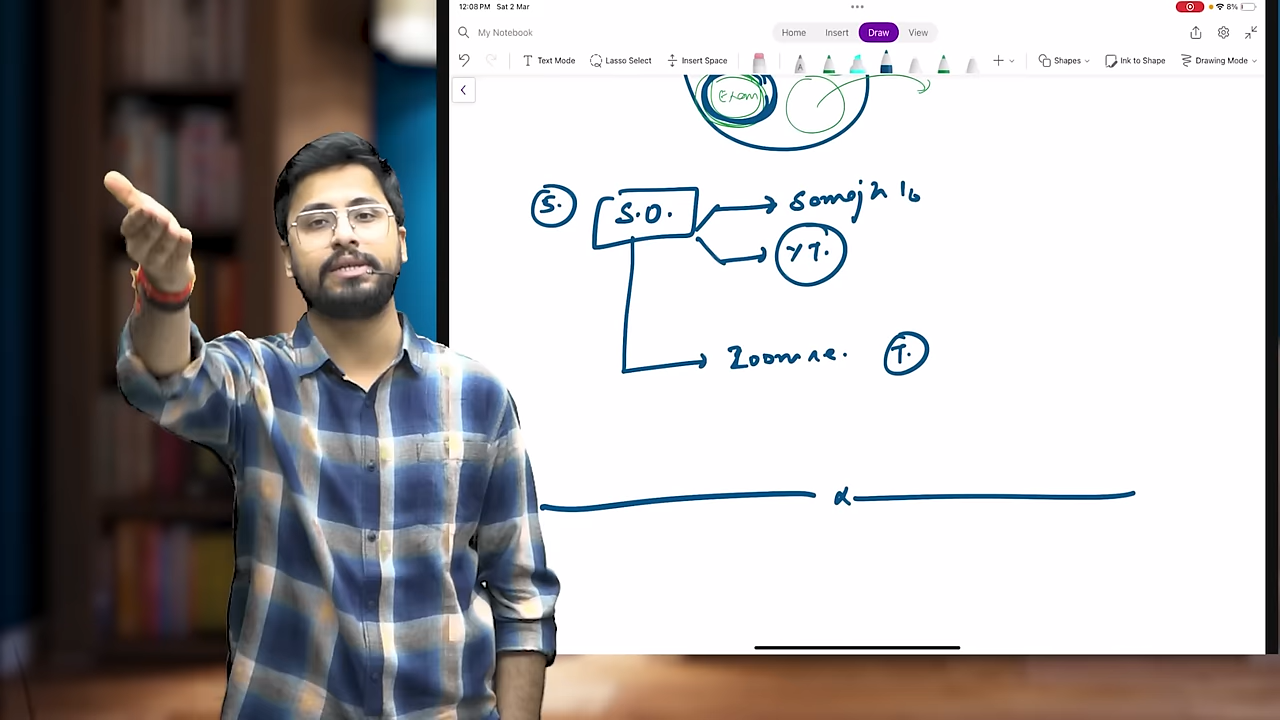 12:08 PM Sat 2 Mar 8%
My Notebook Home Insert Draw View
Text Mode Lasso Select Insert Space Shapes Ink to Shape Drawing Mode
Exam
5. S.O. Samajh lo
YT.
T.